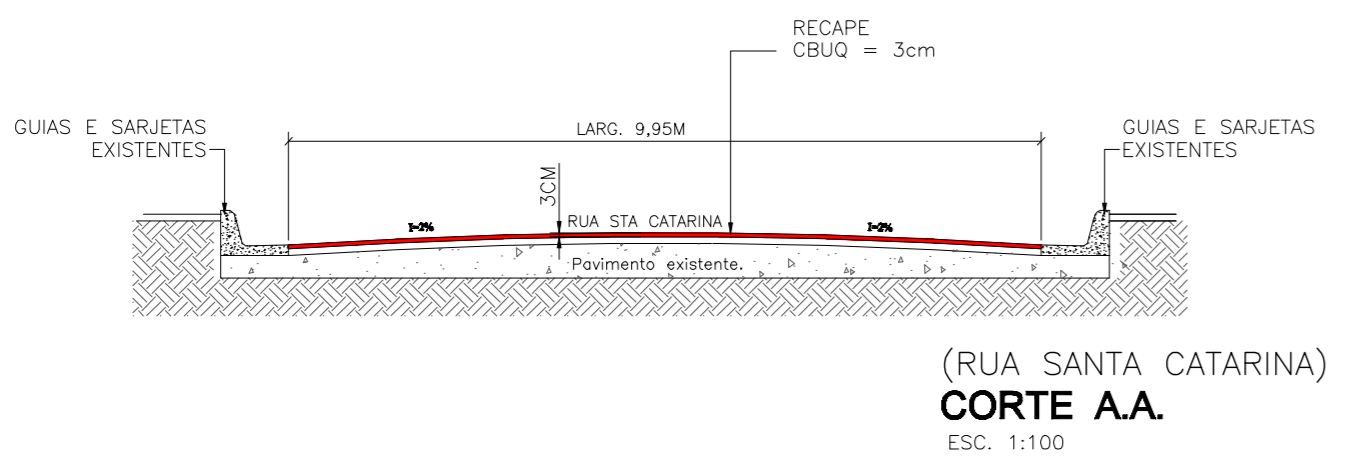 RECAPE
CBUQ = 3cm
GUIAS E SARJETAS
EXISTENTES
LARG. 9,95M
GUIAS E SARJETAS
EXISTENTES
3CM
I=2%
RUA STA CATARINA
I=2%
Pavimento existente.
(RUA SANTA CATARINA)
CORTE A.A.
ESC. 1:100